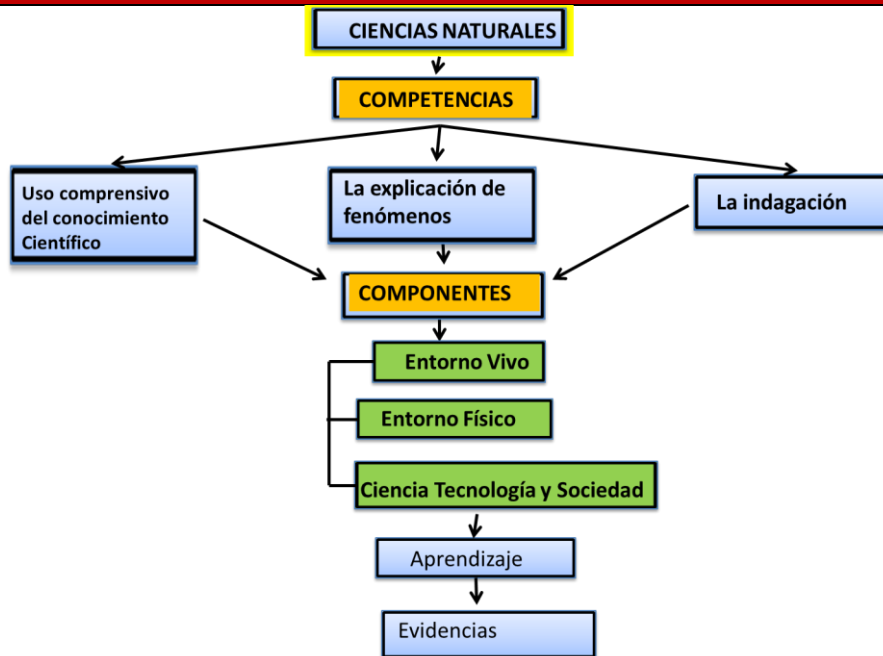 CIENCIAS NATURALES
COMPETENCIAS
Uso comprensivo
del conocimiento
Científico
La explicación de
fenómenos
La indagación
COMPONENTES
Entorno Vivo
Entorno Físico
Ciencia Tecnología y Sociedad
Aprendizaje
Evidencias